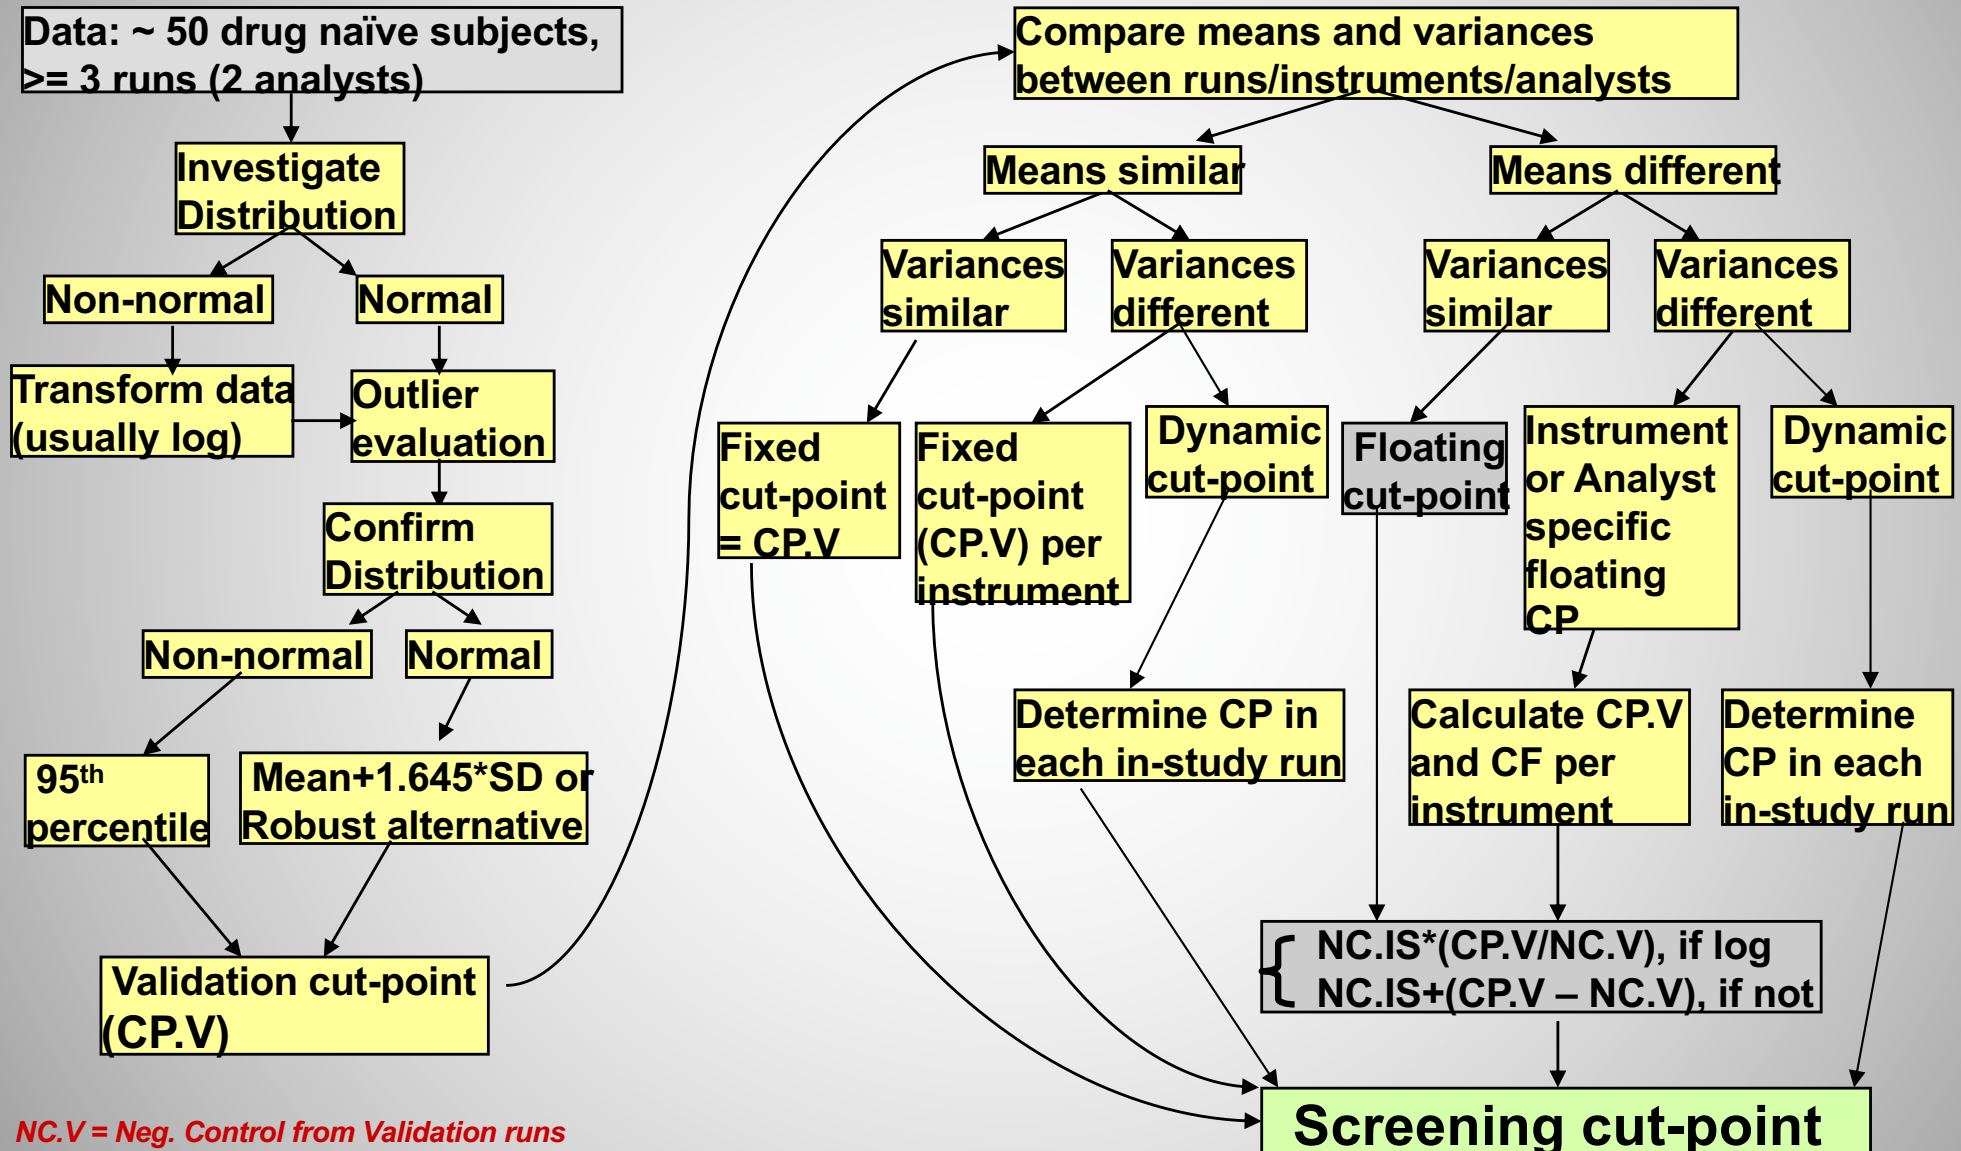 Data: ~ 50 drug naïve subjects,
>= 3 runs (2 analysts)
Investigate
Distribution
Non-normal
Normal
Transform data
(usually log)
Outlier
evaluation
Confirm
Distribution
Non-normal
Normal
95th
percentile
Mean+1.645*SD or
Robust alternative
Validation cut-point
(CP.V)
NC.V = Neg. Control from Validation runs
Compare means and variances
between runs/instruments/analysts
Means similar
Means different
Variances
similar
Variances
different
Variances
similar
Variances
different
Fixed
cut-point
= CP.V
Fixed
cut-point
(CP.V) per
instrument
Dynamic
cut-point
Floating
cut-point
Instrument
or Analyst
specific
floating
CP
Dynamic
cut-point
Determine CP in
each in-study run
Calculate CP.V
and CF per
instrument
Determine
CP in each
in-study run
NC.IS*(CP.V/NC.V), if log
NC.IS+(CP.V – NC.V), if not
Screening cut-point